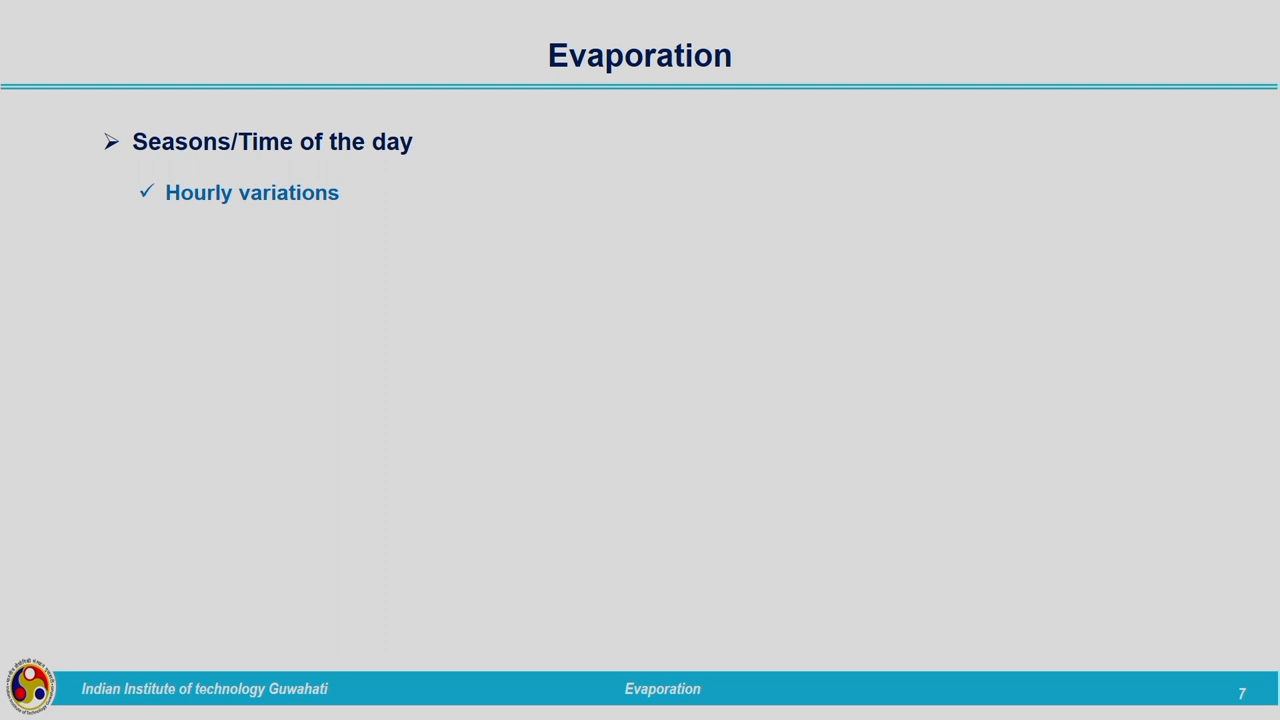 Evaporation
Seasons/Time of the day
Hourly variations
Indian Institute of technology Guwahati
Evaporation
7